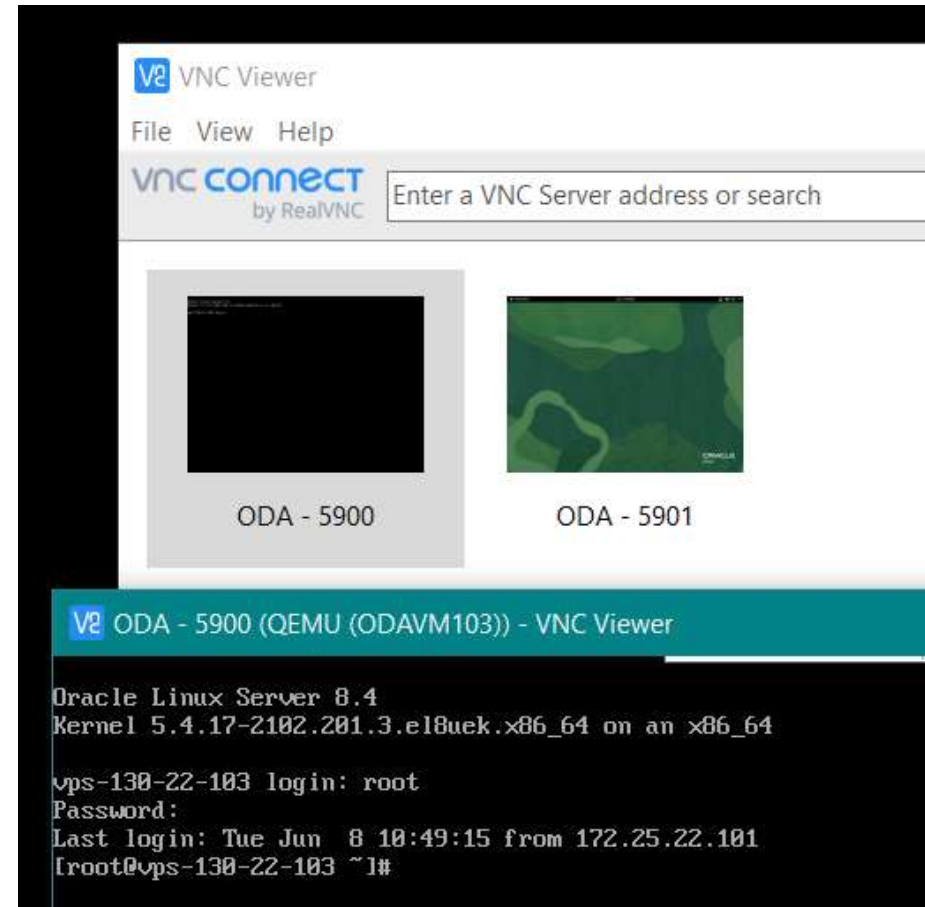 VNC Viewer
File View Help
vnc connect
by RealVNC
Enter a VNC Server address or search
ORACLE
ODA - 5900
ODA - 5901
ODA - 5900 (QEMU (ODAVM103)) - VNC Viewer
Oracle Linux Server 8.4
Kernel 5.4.17-2102.201.3.el8uek.x86_64 on an x86_64
vps-130-22-103 login: root
Password:
Last login: Tue Jun  8 10:49:15 from 172.25.22.101
[root@vps-130-22-103 ~]#